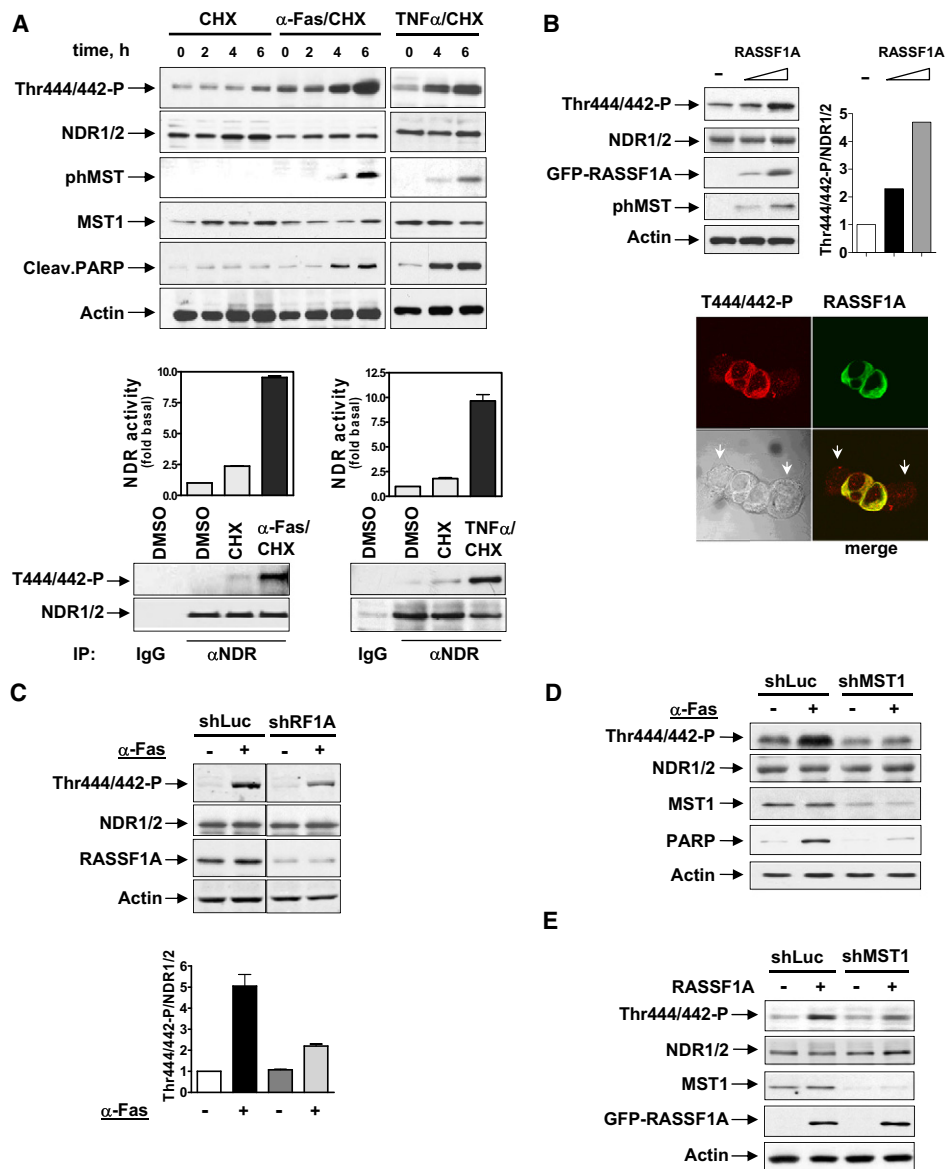 A
CHX α-Fas/CHX TNFα/CHX
time, h 0 2 4 6 0 2 4 6 0 4 6
Thr444/442-P
NDR1/2
phMST
MST1
Cleav.PARP
Actin
NDR activity
(fold basal)
10.0
7.5
5.0
2.5
0
NDR activity
(fold basal)
12.5
10.0
7.5
5.0
2.5
0
DMSO DMSO CHX α-Fas/CHX
DMSO DMSO CHX TNFα/CHX
T444/442-P
NDR1/2
IP: IgG αNDR IgG αNDR
B
RASSF1A
-
Thr444/442-P
NDR1/2
GFP-RASSF1A
phMST
Actin
RASSF1A
-
Thr444/442-P/NDR1/2
5
4
3
2
1
0
T444/442-P RASSF1A
merge
C
shLuc shRF1A
α-Fas - + - +
Thr444/442-P
NDR1/2
RASSF1A
Actin
Thr444/442-P/NDR1/2
6
5
4
3
2
1
0
α-Fas - + - +
D
shLuc shMST1
α-Fas - + - +
Thr444/442-P
NDR1/2
MST1
PARP
Actin
E
shLuc shMST1
RASSF1A - + - +
Thr444/442-P
NDR1/2
MST1
GFP-RASSF1A
Actin